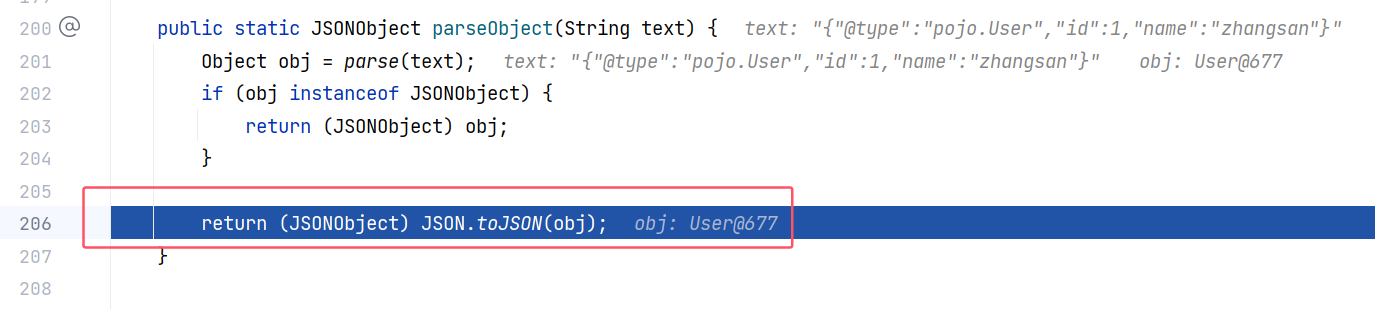 200 @ public static JSONObject parseObject(String text) { text: "{"@type":"pojo.User","id":1,"name":"zhangsan"}"
201 Object obj = parse(text); text: "{"@type":"pojo.User","id":1,"name":"zhangsan"}" obj: User@677
202 if (obj instanceof JSONObject) {
203 return (JSONObject) obj;
204 }
205
206 return (JSONObject) JSON.toJSON(obj); obj: User@677
207 }
208